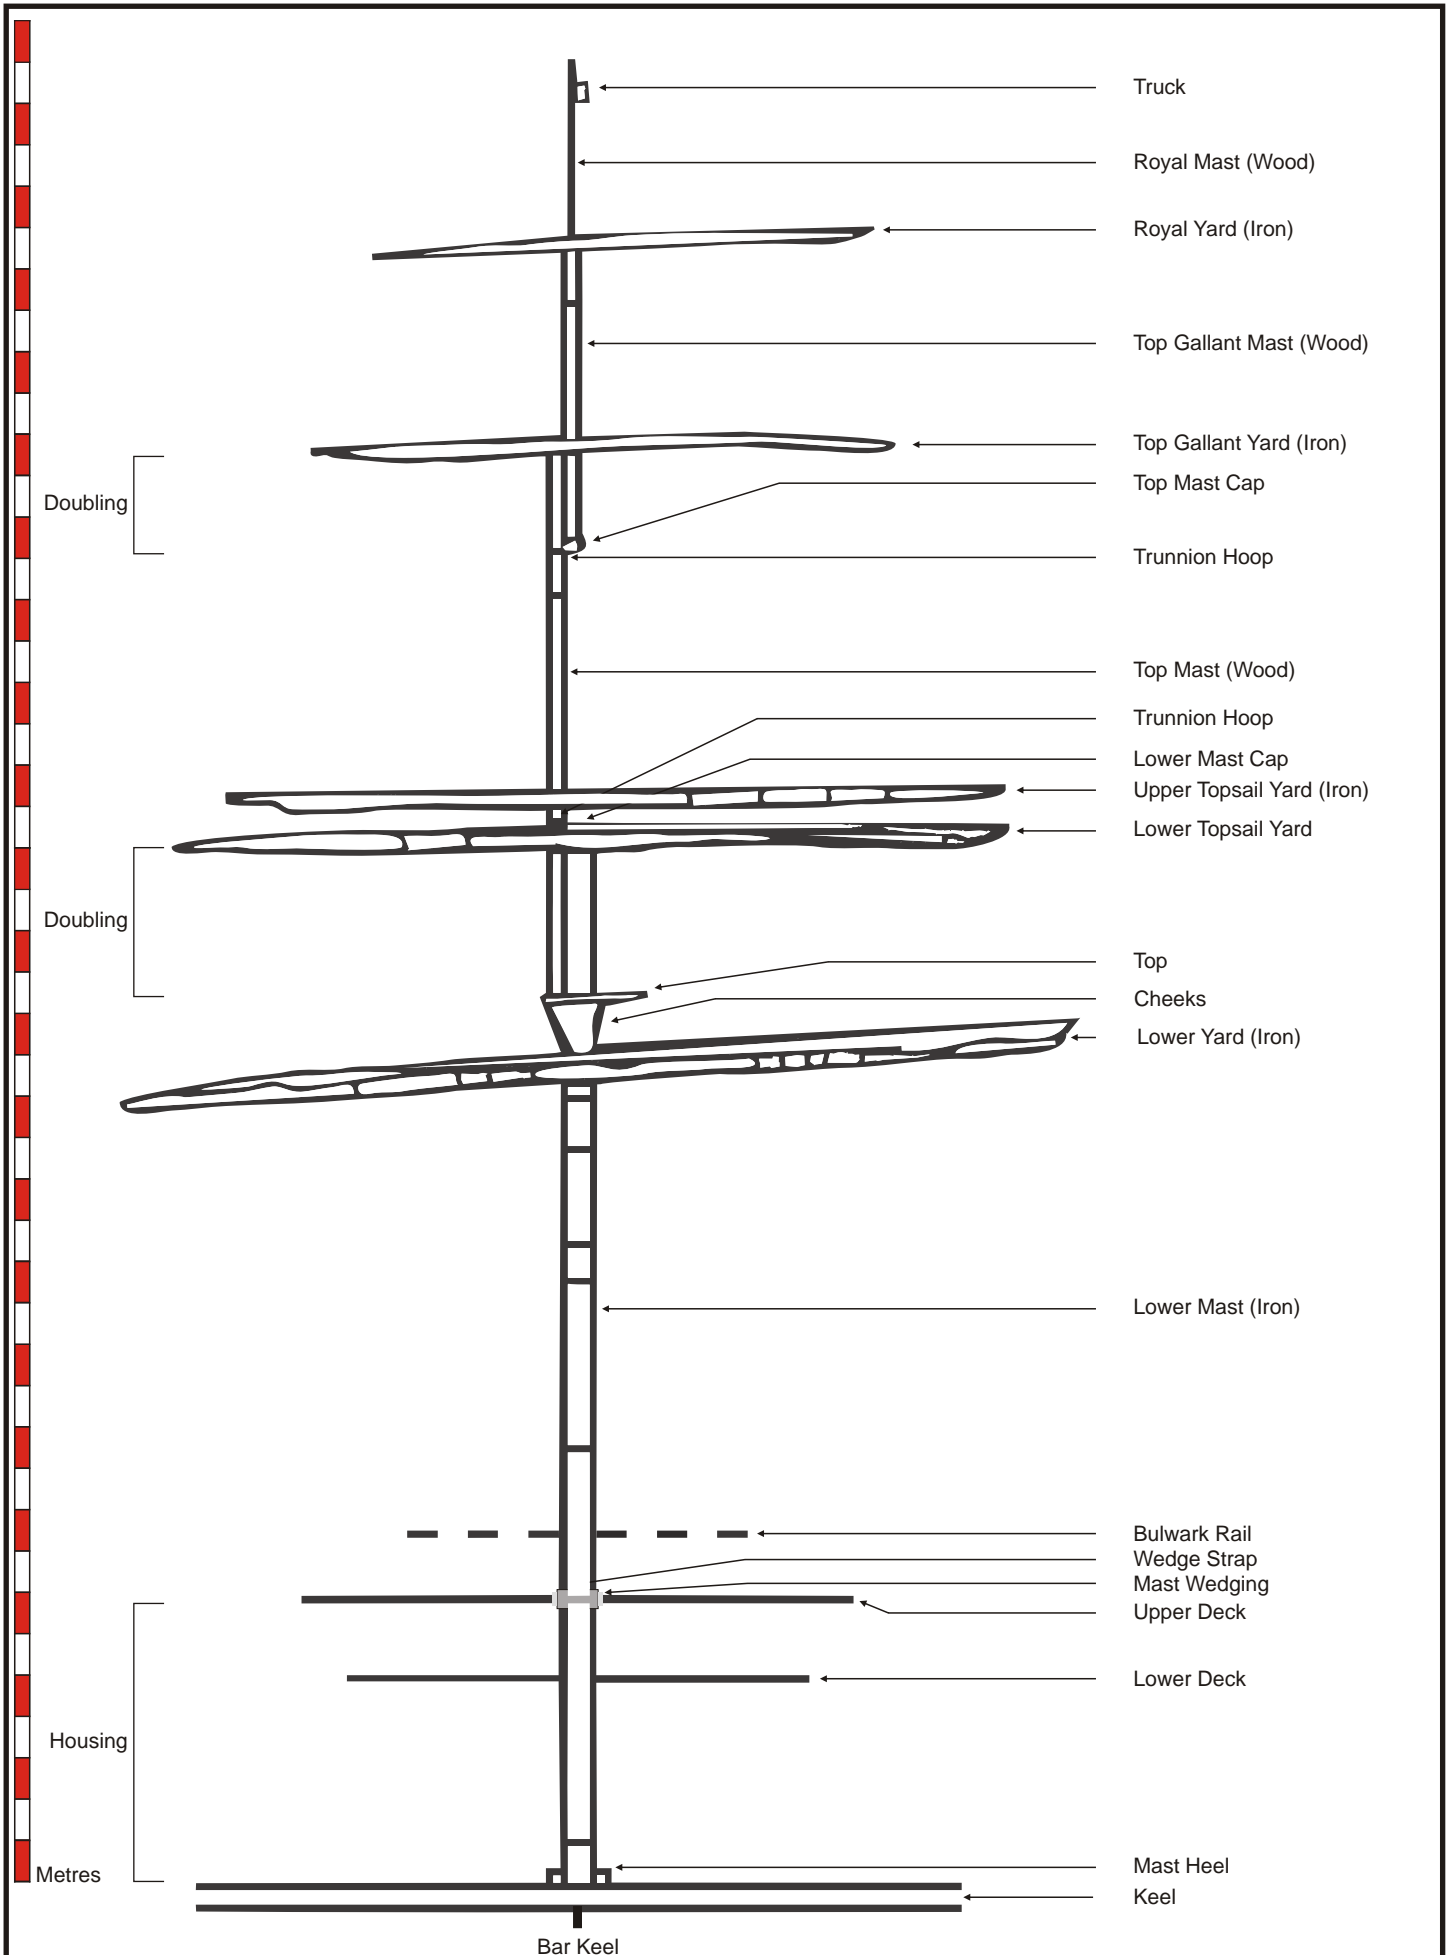 Truck
Royal Mast (Wood)
Royal Yard (Iron)
Top Gallant Mast (Wood)
Top Gallant Yard (Iron)
Top Mast Cap
Doubling
Trunnion Hoop
Top Mast (Wood)
Trunnion Hoop
Lower Mast Cap
Upper Topsail Yard (Iron)
Lower Topsail Yard
Doubling
Top
Cheeks
Lower Yard (Iron)
Lower Mast (Iron)
Bulwark Rail
Wedge Strap
Mast Wedging
Upper Deck
Lower Deck
Housing
Mast Heel
Metres
Keel
Bar Keel